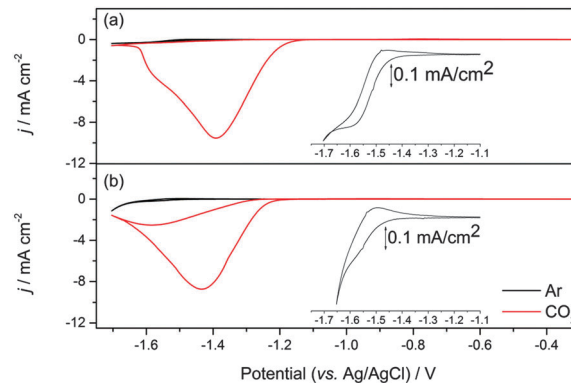 (a)
j / mA cm-2
0
-4
-8
-12
0.1 mA/cm2
-1.7 -1.6 -1.5 -1.4 -1.3 -1.2 -1.1
(b)
j / mA cm-2
0
-4
-8
-12
0.1 mA/cm2
-1.7 -1.6 -1.5 -1.4 -1.3 -1.2 -1.1
Ar
CO
-1.6 -1.4 -1.2 -1.0 -0.8 -0.6 -0.4
Potential (vs. Ag/AgCl) / V